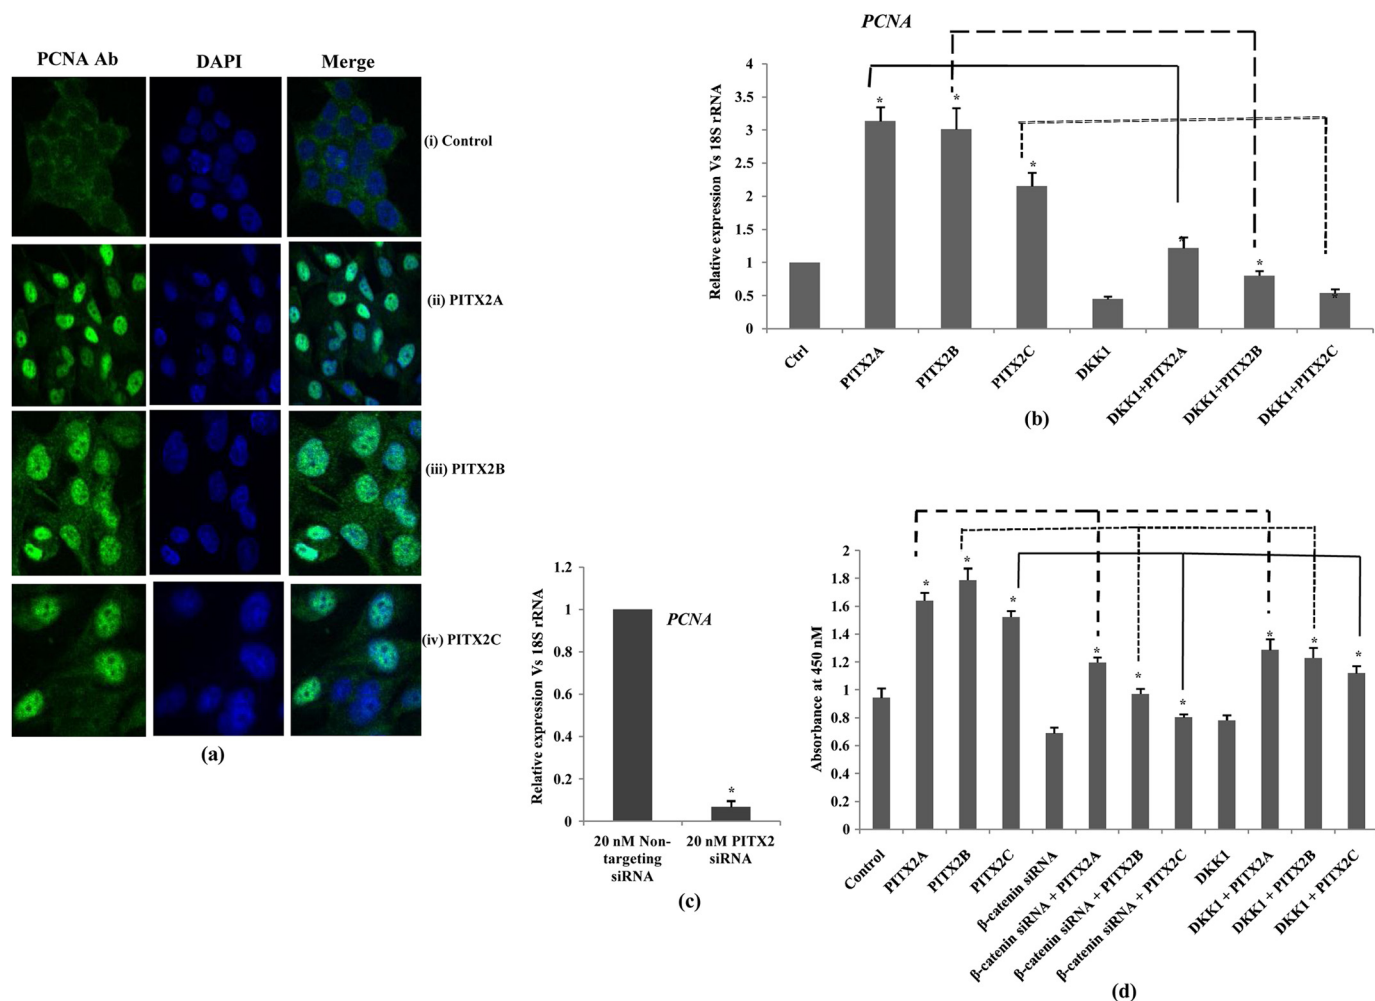 PCNA Ab DAPI Merge
(i) Control
(ii) PITX2A
(iii) PITX2B
(iv) PITX2C
(a)
PCNA
Relative expression Vs 18S rRNA
4
3.5
3
2.5
2
1.5
1
0.5
0
* * * * * *
Ctrl PITX2A PITX2B PITX2C DKK1 DKK1+PITX2A DKK1+PITX2B DKK1+PITX2C
(b)
Relative expression Vs 18S rRNA
1.2
1
0.8
0.6
0.4
0.2
0
PCNA
*
20 nM Non- 20 nM PITX2
targeting siRNA
siRNA
(c)
Absorbance at 450 nM
2
1.8
1.6
1.4
1.2
1
0.8
0.6
0.4
0.2
0
* * * * * * * * *
Control PITX2A PITX2B PITX2C β-catenin siRNA β-catenin siRNA + PITX2A β-catenin siRNA + PITX2B β-catenin siRNA + PITX2C DKK1 DKK1 + PITX2A DKK1 + PITX2B DKK1 + PITX2C
(d)